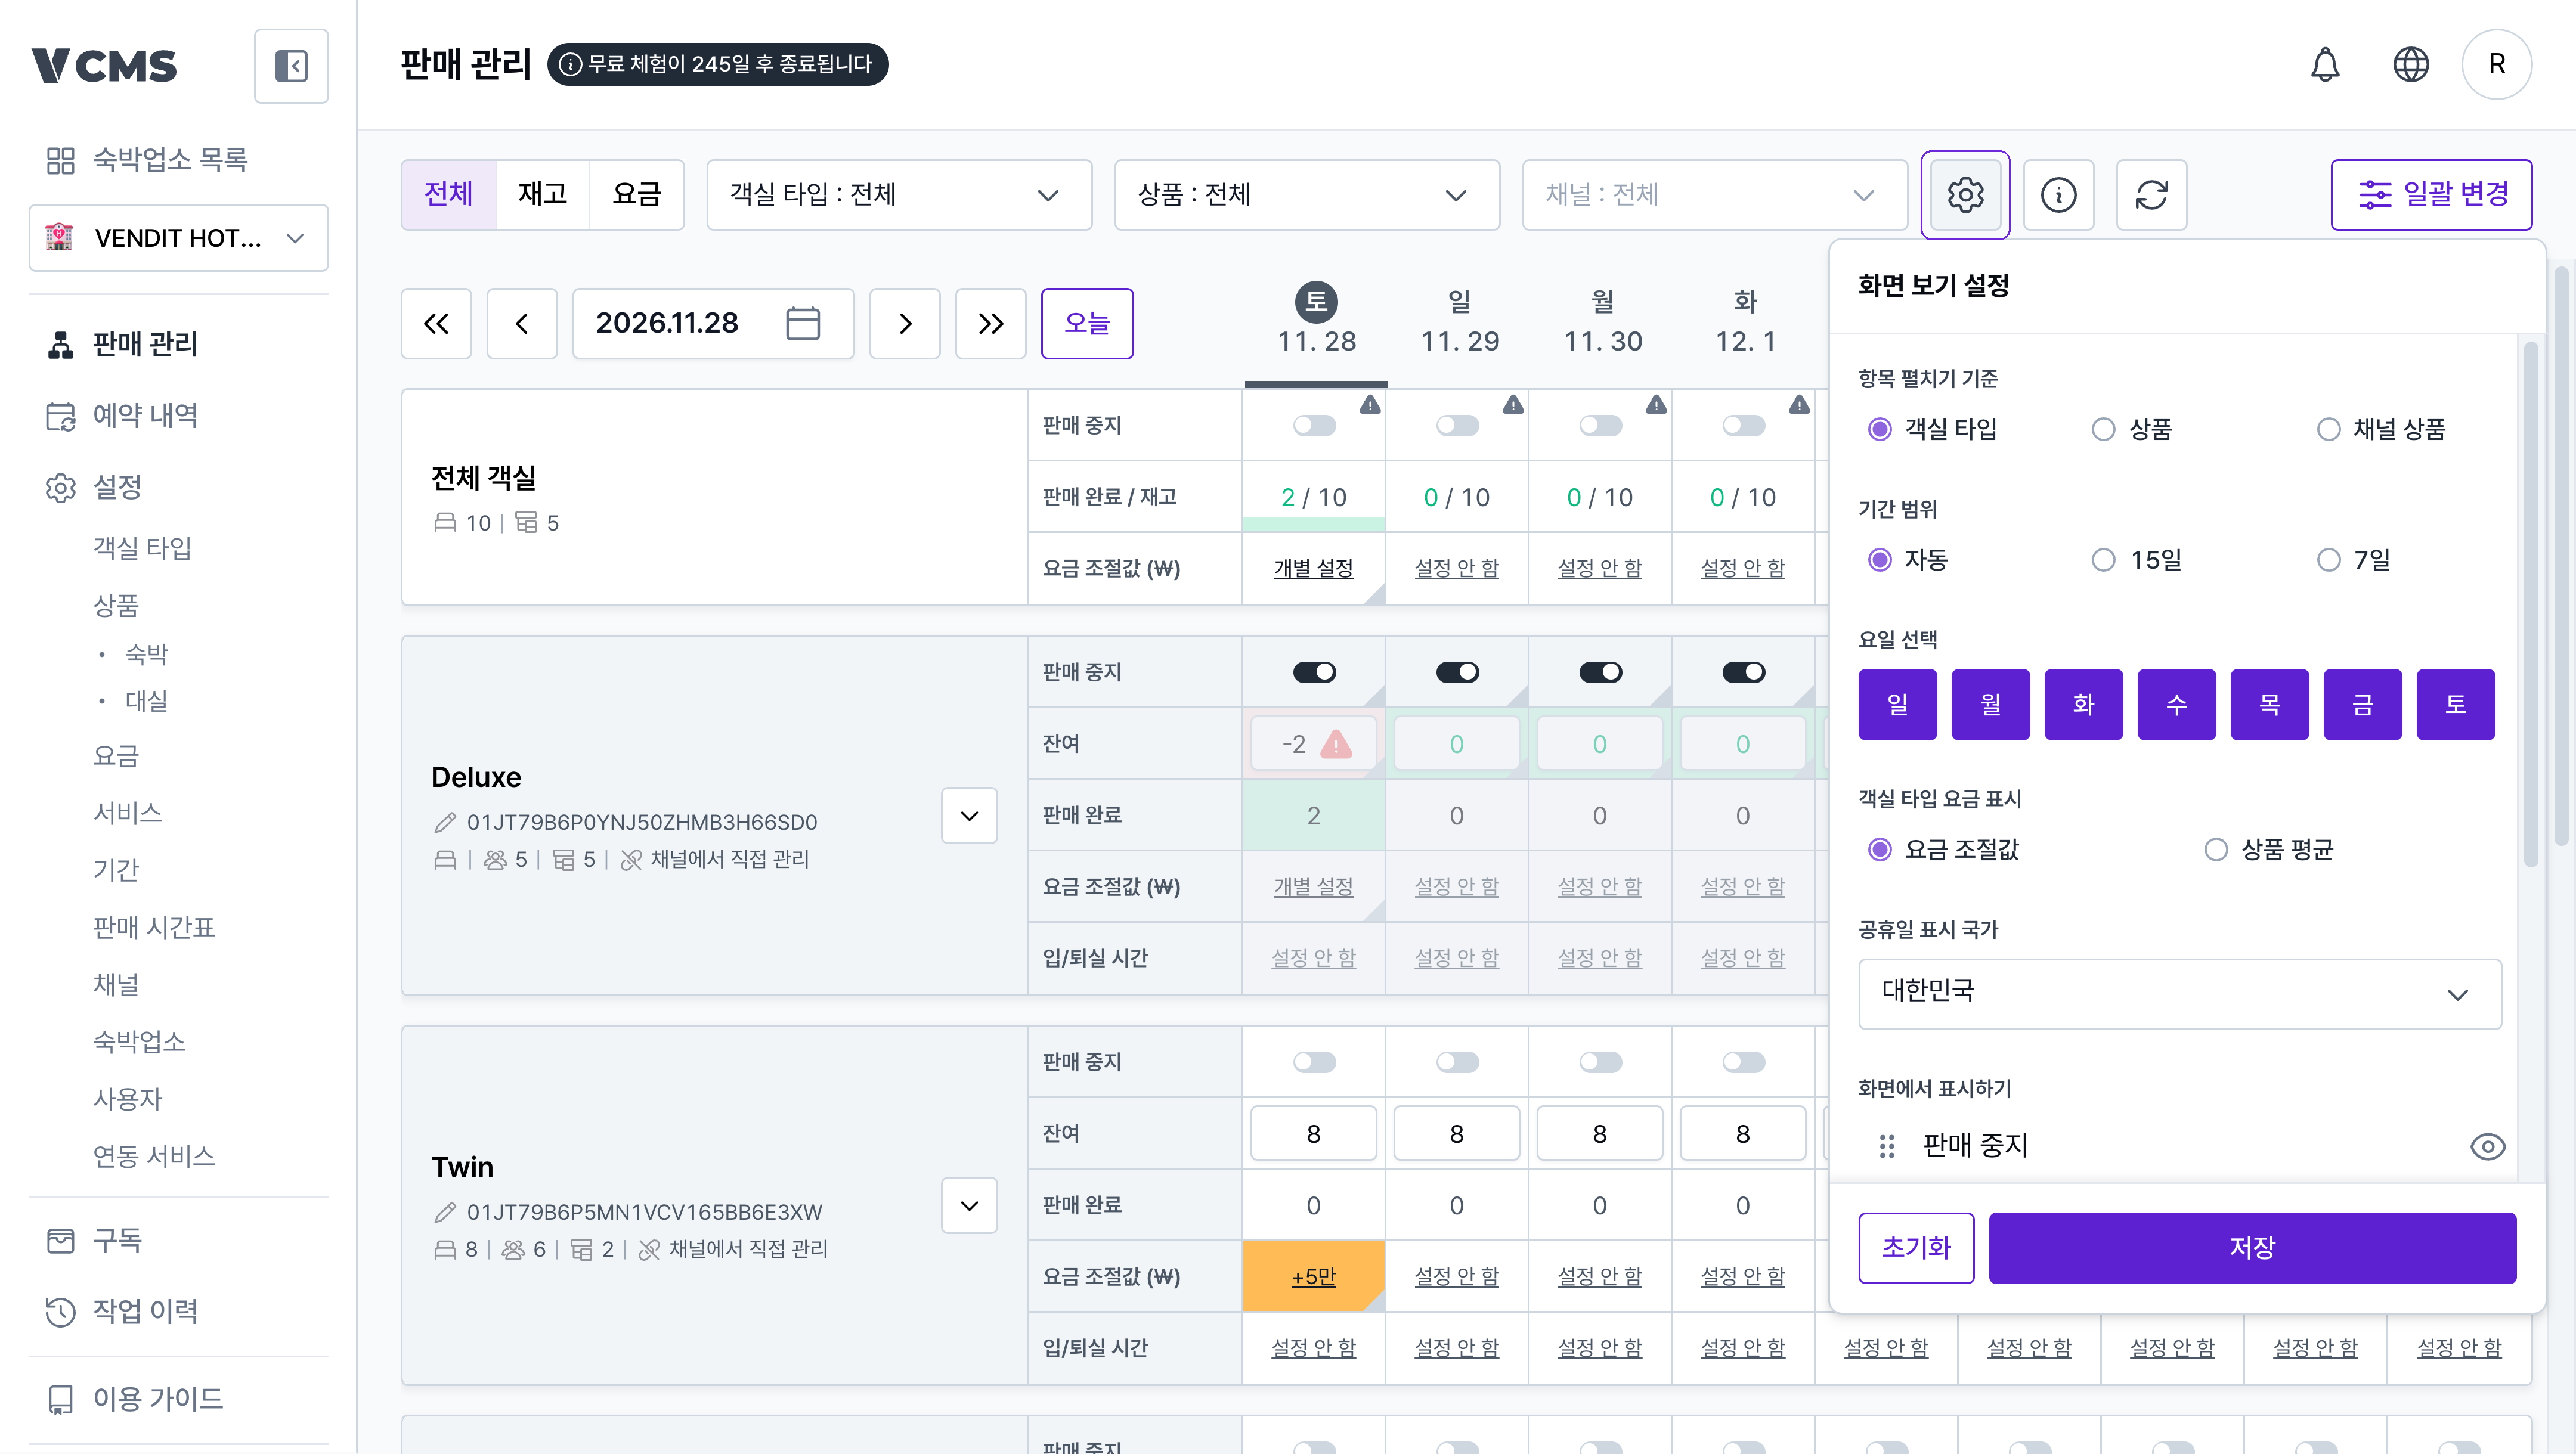 VCMS
숙박업소 목록
VENDIT HOT...
판매 관리
예약 내역
설정
객실 타입
상품
• 숙박
• 대실
요금
서비스
기간
판매 시간표
채널
숙박업소
사용자
연동 서비스
구독
작업 이력
이용 가이드
판매 관리
무료 체험이 245일 후 종료됩니다
R
전체 재고 요금
객실 타입 : 전체
상품 : 전체
채널 : 전체
일괄 변경
2026.11.28
오늘
토 일 월 화
11. 28 11. 29 11. 30 12. 1
전체 객실
10 | 5
판매 중지
판매 완료 / 재고 2 / 10 0 / 10 0 / 10 0 / 10
요금 조절값 (₩) 개별 설정 설정 안 함 설정 안 함 설정 안 함
Deluxe
01JT79B6P0YNJ50ZHMB3H66SD0
| 5 | 5 | 채널에서 직접 관리
판매 중지
잔여 -2 0 0 0
판매 완료 2 0 0 0
요금 조절값 (₩) 개별 설정 설정 안 함 설정 안 함 설정 안 함
입/퇴실 시간 설정 안 함 설정 안 함 설정 안 함 설정 안 함
Twin
01JT79B6P5MN1VCV165BB6E3XW
8 | 6 | 2 | 채널에서 직접 관리
판매 중지
잔여 8 8 8 8
판매 완료 0 0 0 0
요금 조절값 (₩) +5만 설정 안 함 설정 안 함 설정 안 함
입/퇴실 시간 설정 안 함 설정 안 함 설정 안 함 설정 안 함 설정 안 함 설정 안 함 설정 안 함 설정 안 함 설정 안 함
판매 중지
화면 보기 설정
항목 펼치기 기준
객실 타입 상품 채널 상품
기간 범위
자동 15일 7일
요일 선택
일 월 화 수 목 금 토
객실 타입 요금 표시
요금 조절값 상품 평균
공휴일 표시 국가
대한민국
화면에서 표시하기
판매 중지
초기화 저장